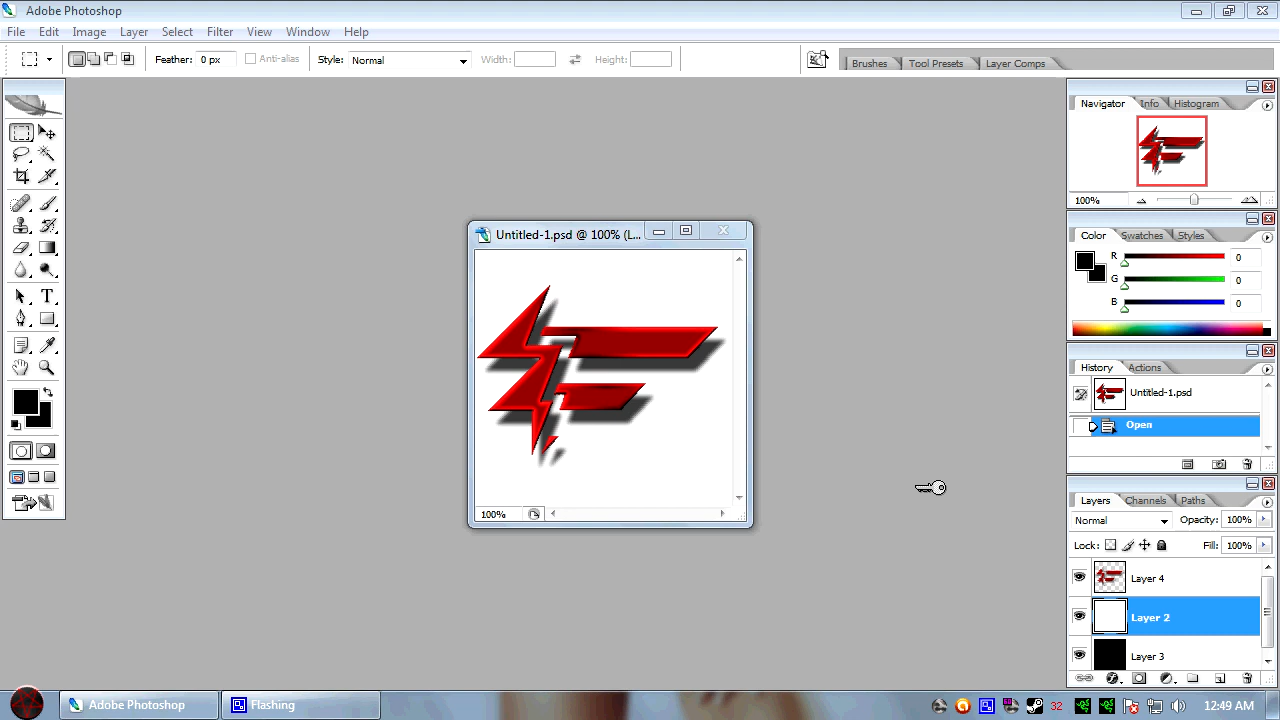 Adobe Photoshop
File Edit Image Layer Select Filter View Window Help
Feather: 0 px Anti-alias Style: Normal Width: Height: Brushes Tool Presets Layer Comps
Navigator Info Histogram
100%
Color Swatches Styles
R 0
G 0
B 0
History Actions
Untitled-1.psd
Open
Layers Channels Paths
Normal Opacity: 100%
Lock: Fill: 100%
Layer 4
Layer 2
Layer 3
Untitled-1.psd @ 100% (L...
100%
Adobe Photoshop Flashing 32 12:49 AM